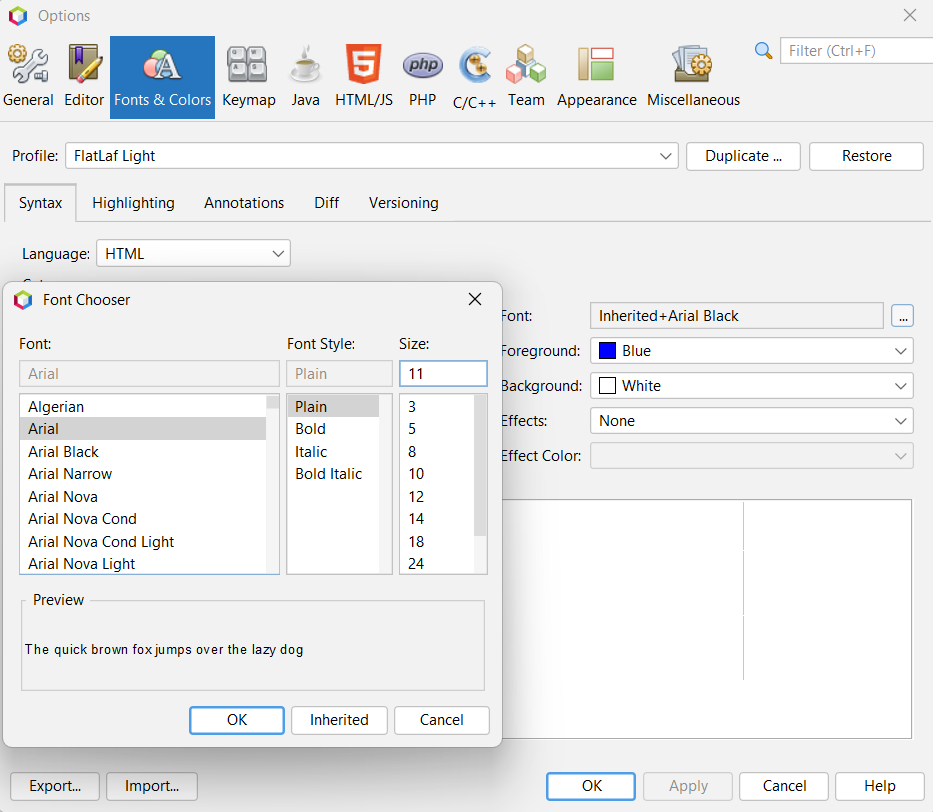 Options
General Editor Fonts & Colors Keymap Java HTML/JS PHP C/C++ Team Appearance Miscellaneous
Filter (Ctrl+F)
Profile: FlatLaf Light Duplicate ... Restore
Syntax Highlighting Annotations Diff Versioning
Language: HTML
Font Chooser
Font: Font Style: Size:
Arial Plain 11
Algerian Plain 3
Arial Bold 5
Arial Black Italic 8
Arial Narrow Bold Italic 10
Arial Nova 12
Arial Nova Cond 14
Arial Nova Cond Light 18
Arial Nova Light 24
Preview
The quick brown fox jumps over the lazy dog
OK Inherited Cancel
Font: Inherited+Arial Black ...
Foreground: Blue
Background: White
Effects: None
Effect Color:
Export... Import... OK Apply Cancel Help